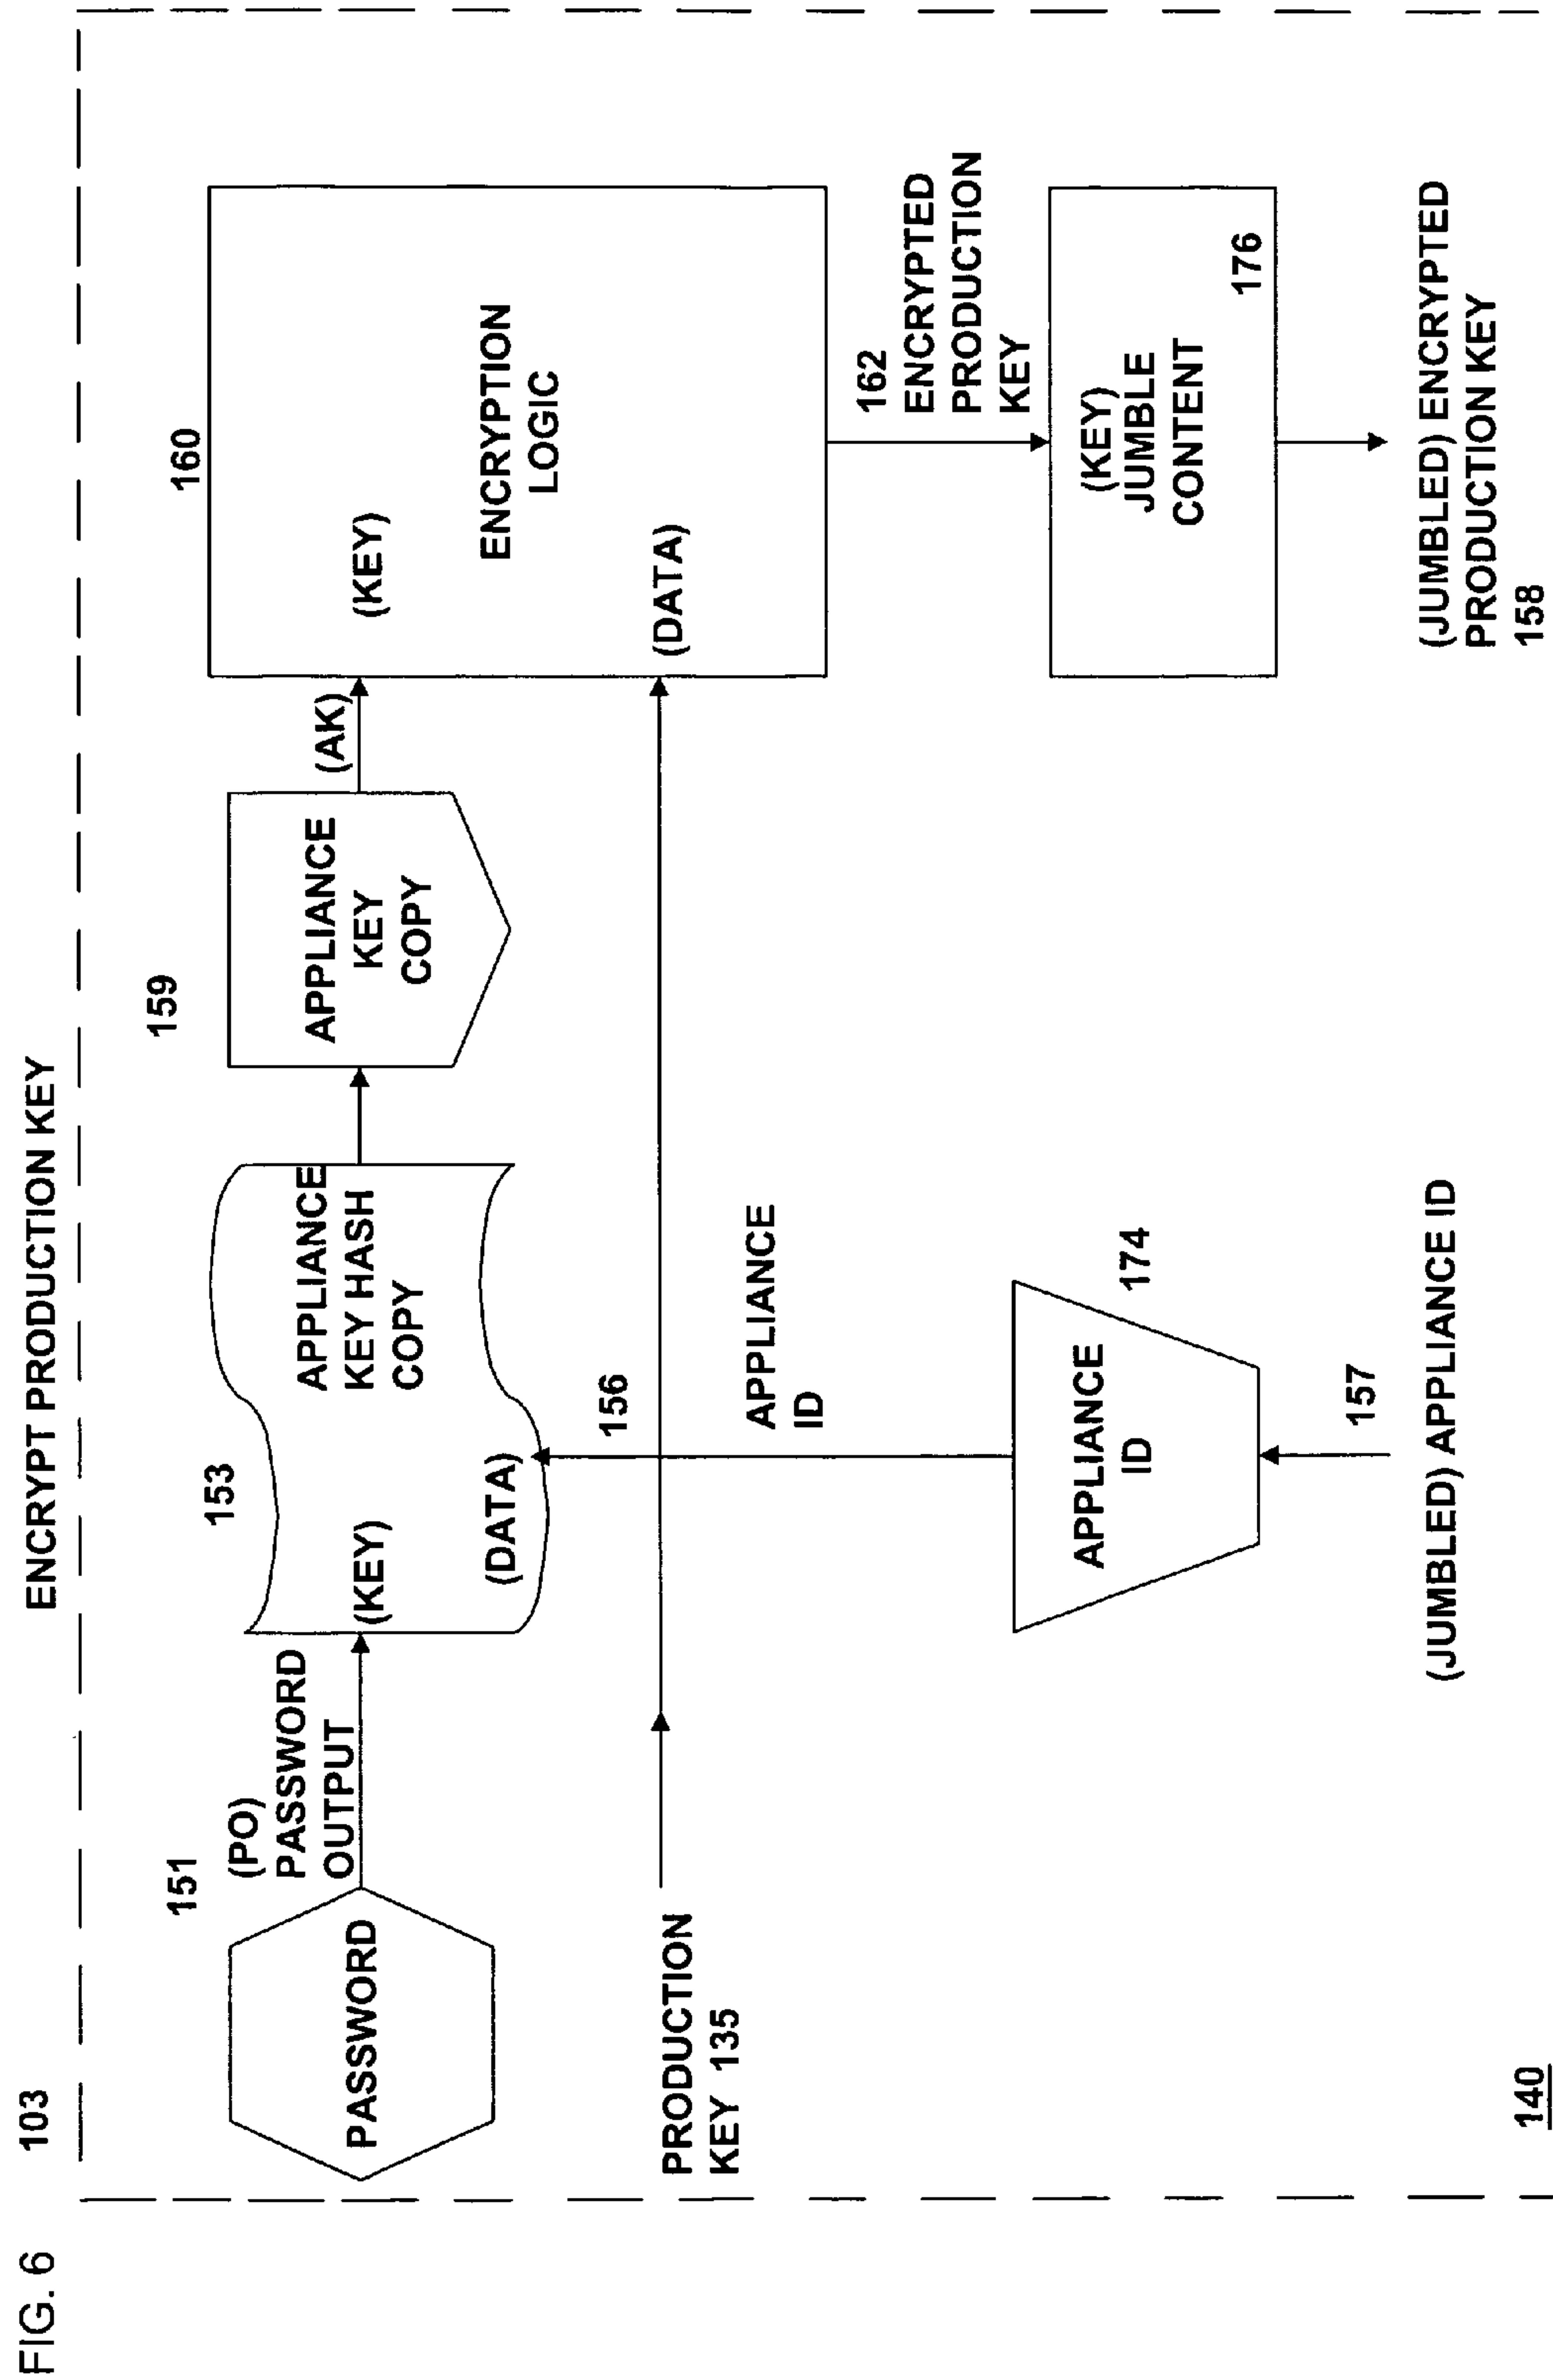 FIG. 6
103
ENCRYPT PRODUCTION KEY
151
(PO)
PASSWORD
OUTPUT
PASSWORD
153
(KEY)
(DATA)
APPLIANCE
KEY HASH
COPY
159
APPLIANCE
KEY
COPY
(AK)
160
(KEY)
ENCRYPTION
LOGIC
(DATA)
PRODUCTION
KEY 135
156
APPLIANCE
ID
162
ENCRYPTED
PRODUCTION
KEY
APPLIANCE
ID
174
157
(JUMBLED) APPLIANCE ID
(KEY)
JUMBLE
CONTENT
176
(JUMBLED) ENCRYPTED
PRODUCTION KEY
158
140